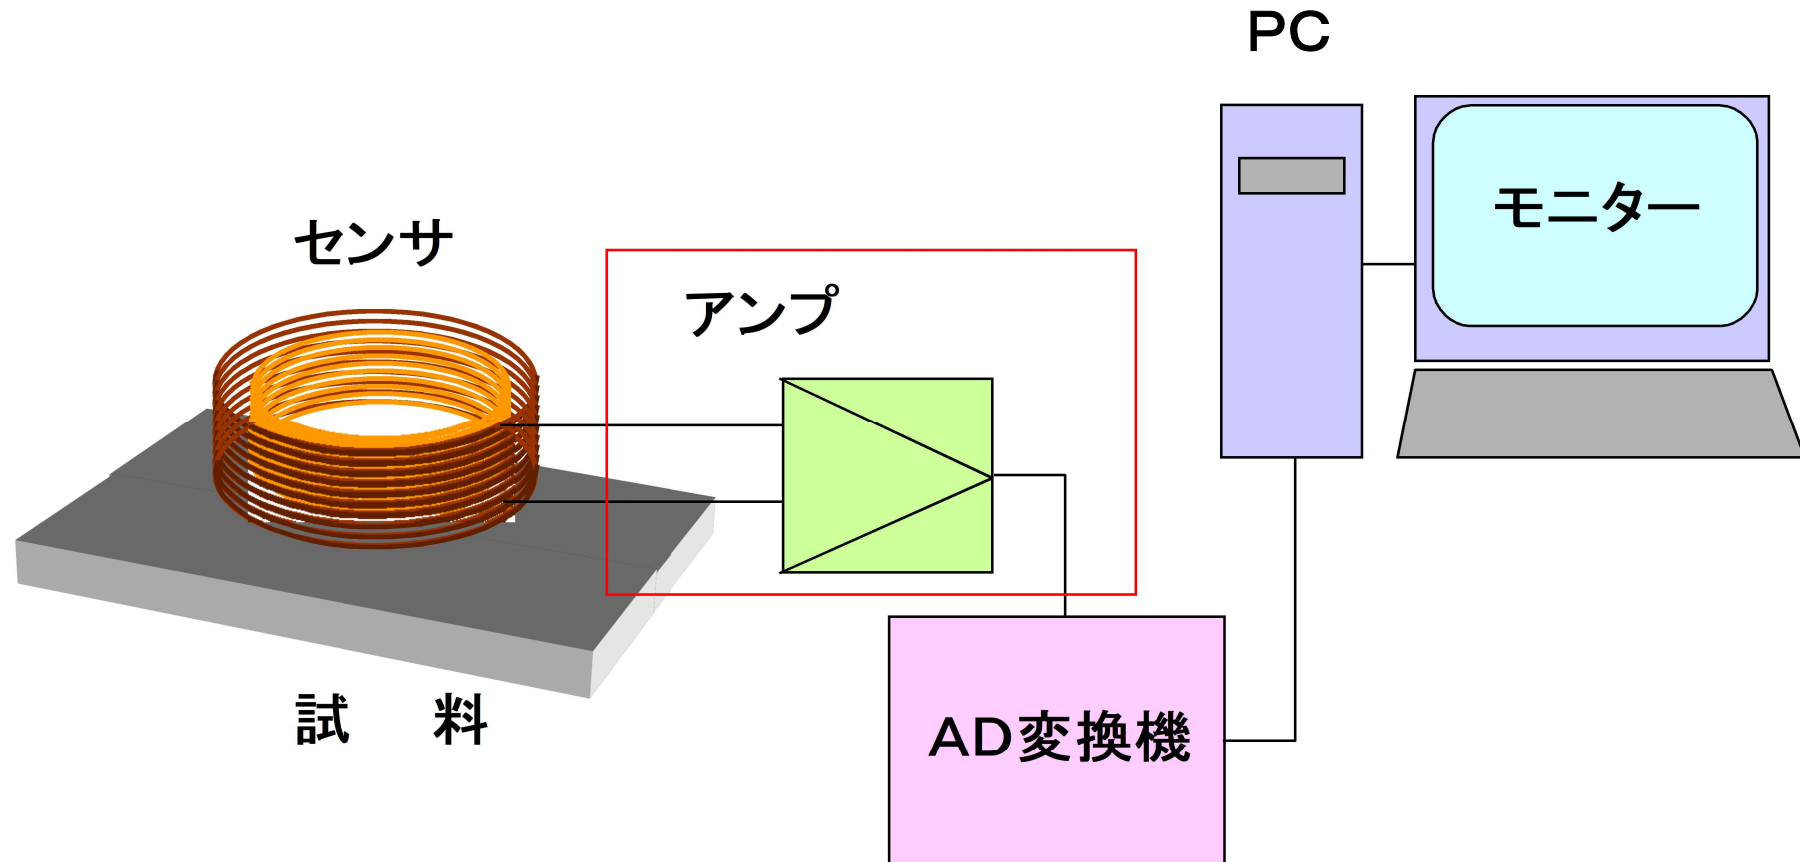 PC
モニター
センサ
アンプ
試　料
AD変換機